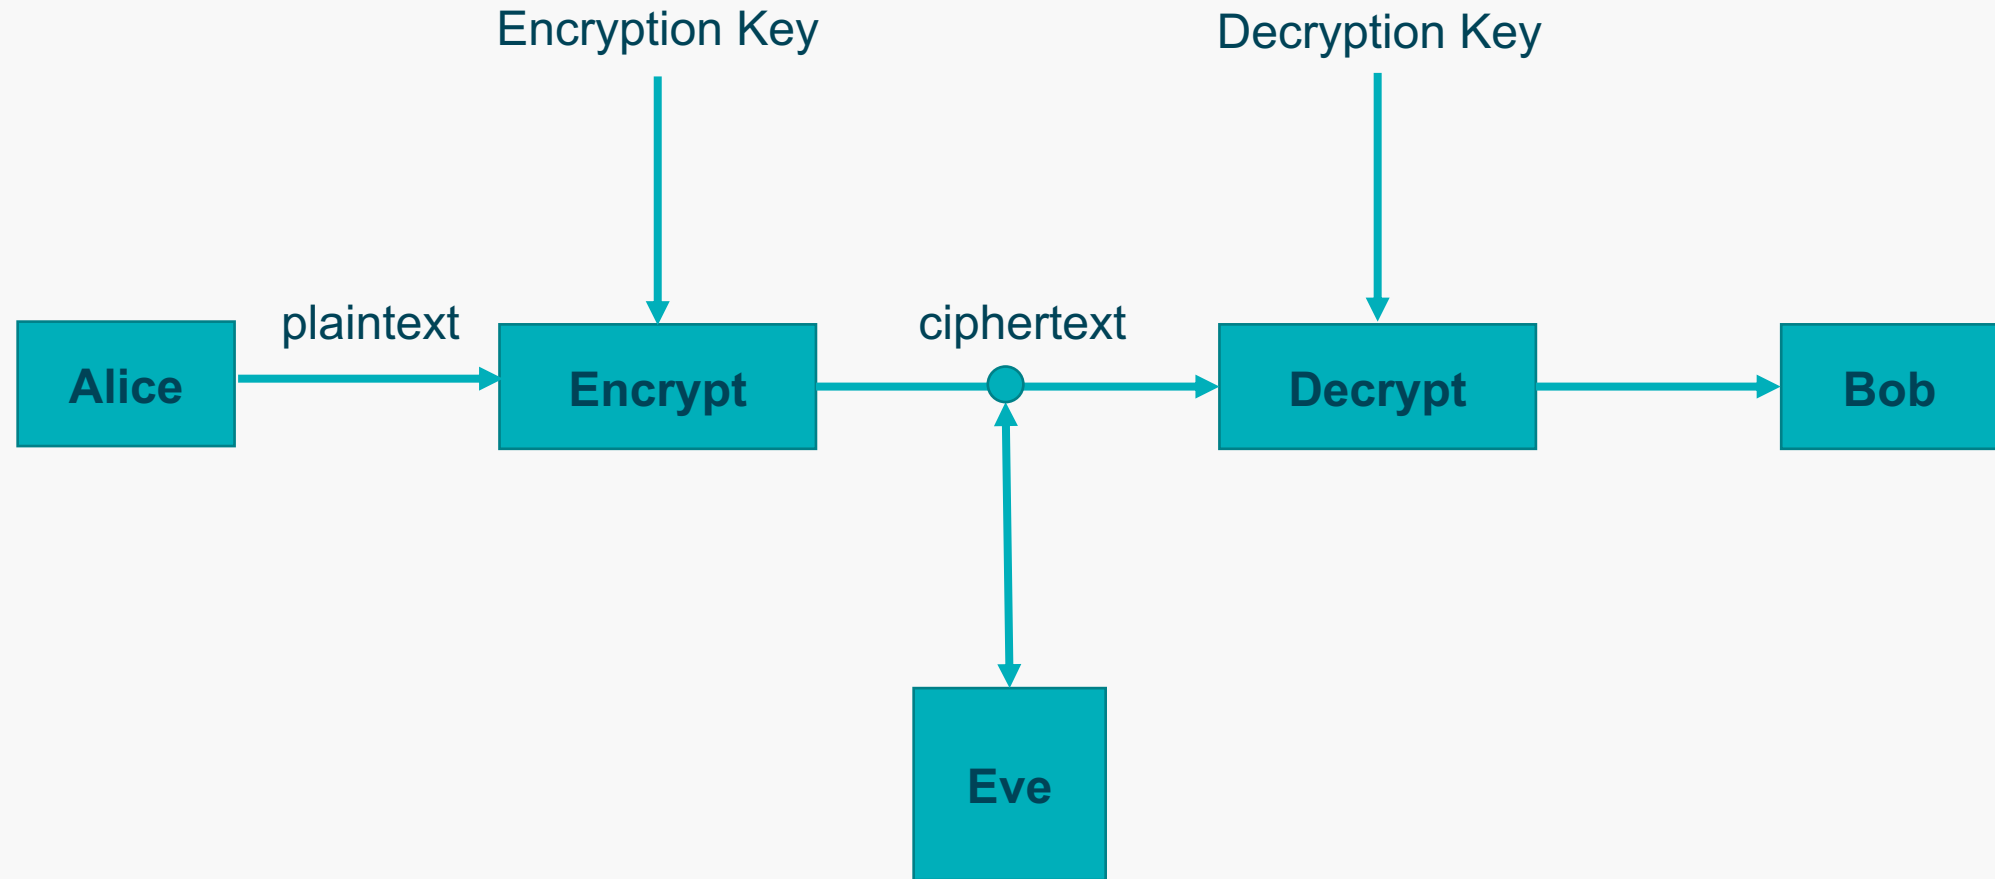 Encryption Key
Decryption Key
plaintext
ciphertext
Alice
Encrypt
Decrypt
Bob
Eve